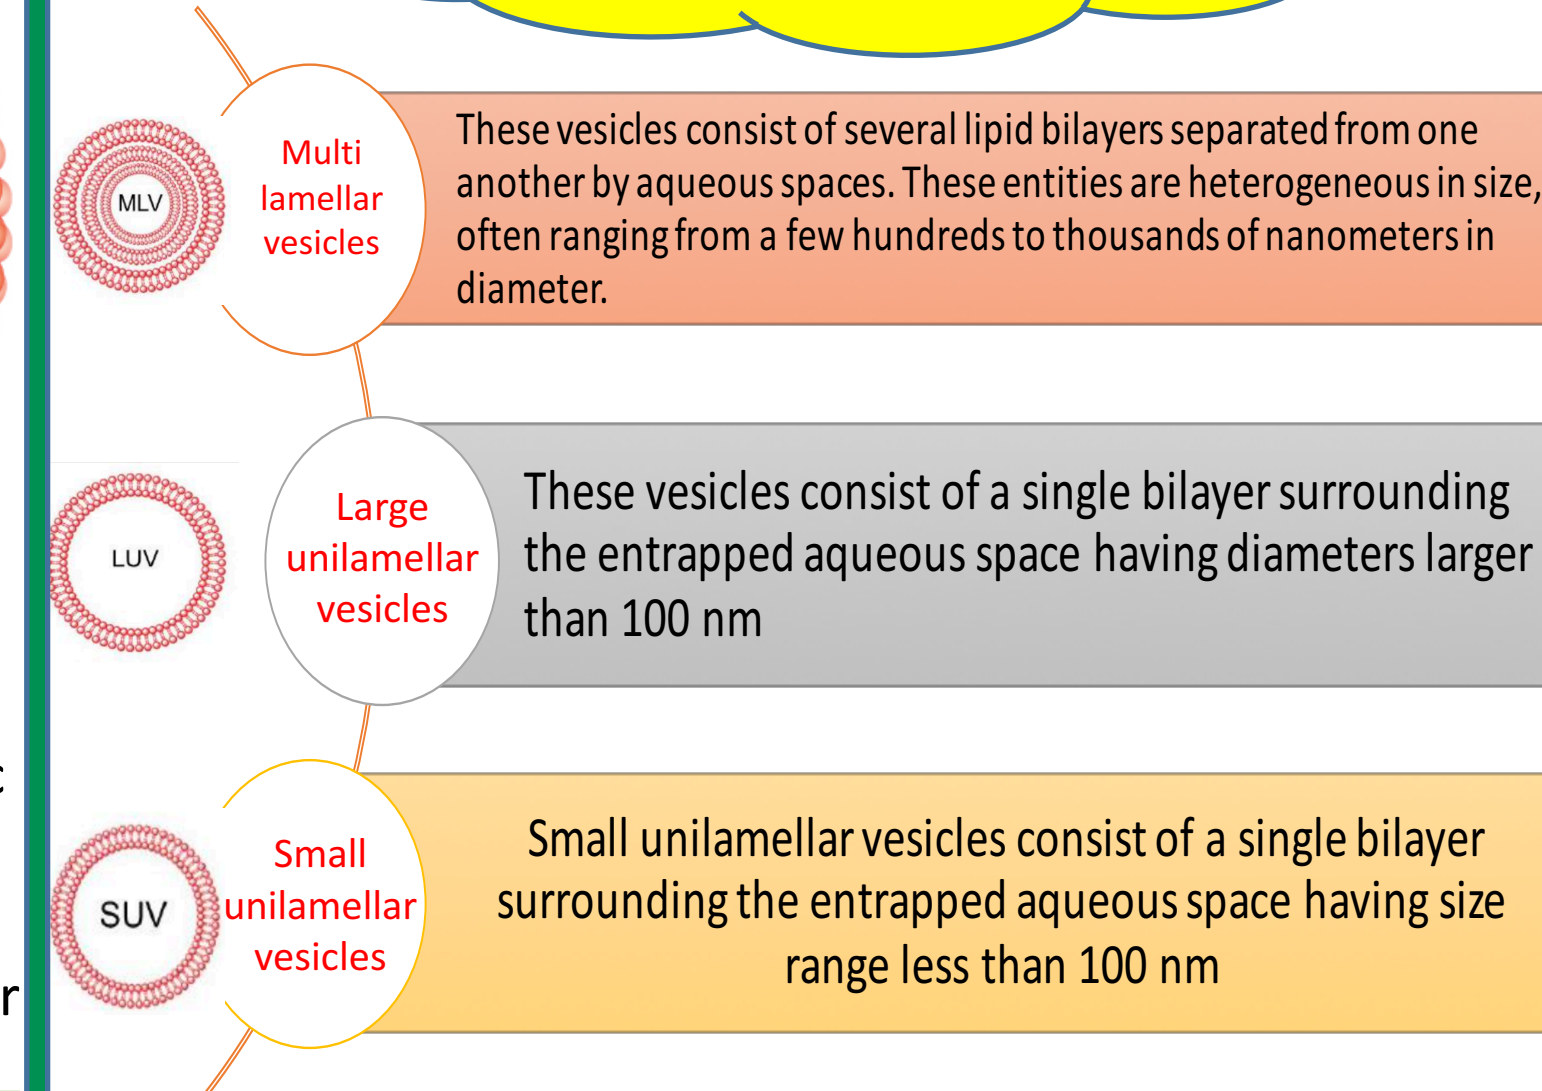 MLV
Multi
lamellar
vesicles
These vesicles consist of several lipid bilayers separated from one
another by aqueous spaces. These entities are heterogeneous in size,
often ranging from a few hundreds to thousands of nanometers in
diameter.
LUV
Large
unilamellar
vesicles
These vesicles consist of a single bilayer surrounding
the entrapped aqueous space having diameters larger
than 100 nm
SUV
Small
unilamellar
vesicles
Small unilamellar vesicles consist of a single bilayer
surrounding the entrapped aqueous space having size
range less than 100 nm